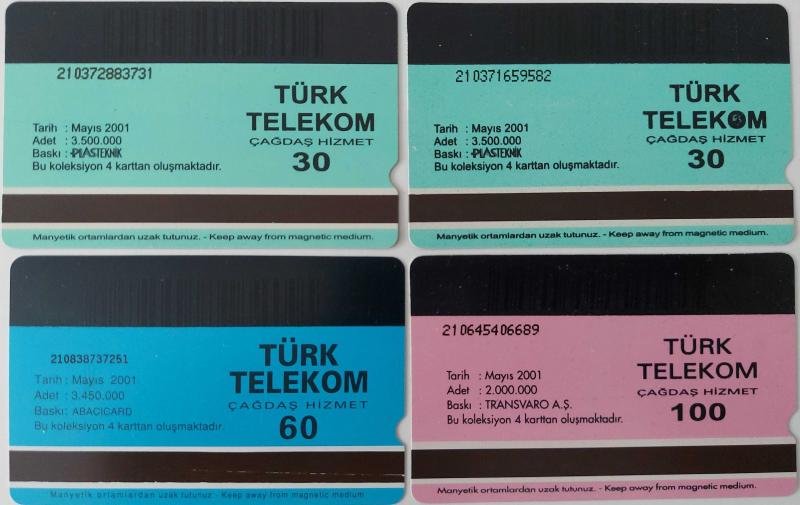 210372883731
TÜRK
TELEKOM
ÇAĞDAŞ HİZMET
30
Tarih : Mayıs 2001
Adet : 3.500.000
Baskı : PLASTEKNİK
Bu koleksiyon 4 karttan oluşmaktadır.
Manyetik ortamlardan uzak tutunuz. - Keep away from magnetic medium.
210371659582
TÜRK
TELEKOM
ÇAĞDAŞ HİZMET
30
Tarih : Mayıs 2001
Adet : 3.500.000
Baskı : PLASTEKNİK
Bu koleksiyon 4 karttan oluşmaktadır.
Manyetik ortamlardan uzak tutunuz. - Keep away from magnetic medium.
210838737251
TÜRK
TELEKOM
ÇAĞDAŞ HİZMET
60
Tarih : Mayıs 2001
Adet : 3.450.000
Baskı : ABACICARD
Bu koleksiyon 4 karttan oluşmaktadır.
Manyetik ortamlardan uzak tutunuz - Keep away from magnetic medium
210645406689
TÜRK
TELEKOM
ÇAĞDAŞ HİZMET
100
Tarih : Mayıs 2001
Adet : 2.000.000
Baskı : TRANSVARO A.Ş.
Bu koleksiyon 4 karttan oluşmaktadır.
Manyetik ortamlardan uzak tutunuz. - Keep away from magnetic medium.